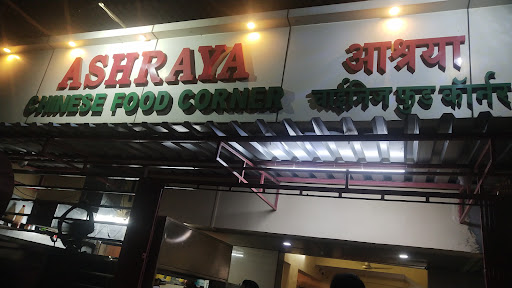 ASHRAYA
CHINESE FOOD CORNER
आश्रया
चाईनिज फुड कॉर्नर